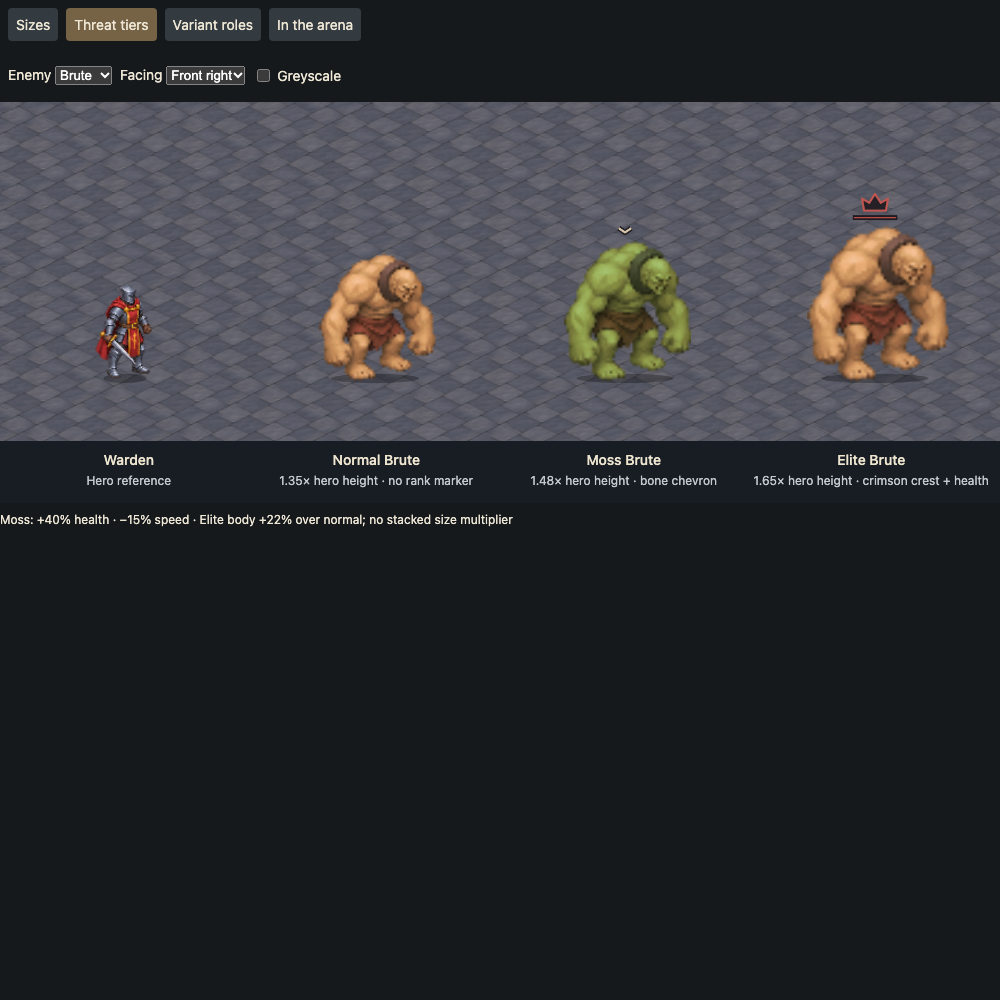 Sizes Threat tiers Variant roles In the arena
Enemy Brute Facing Front right Greyscale
Warden Normal Brute Moss Brute Elite Brute
Hero reference 1.35× hero height · no rank marker 1.48× hero height · bone chevron 1.65× hero height · crimson crest + health
Moss: +40% health · −15% speed · Elite body +22% over normal; no stacked size multiplier